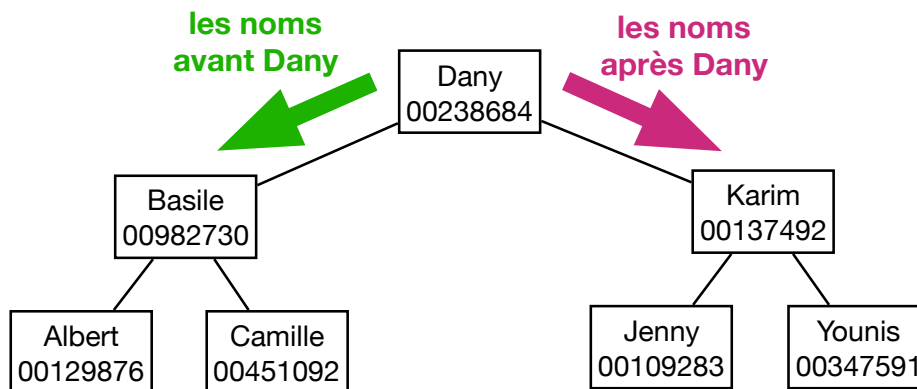 les noms
avant Dany
les noms
après Dany
Dany
00238684
Basile
00982730
Karim
00137492
Albert
00129876
Camille
00451092
Jenny
00109283
Younis
00347591